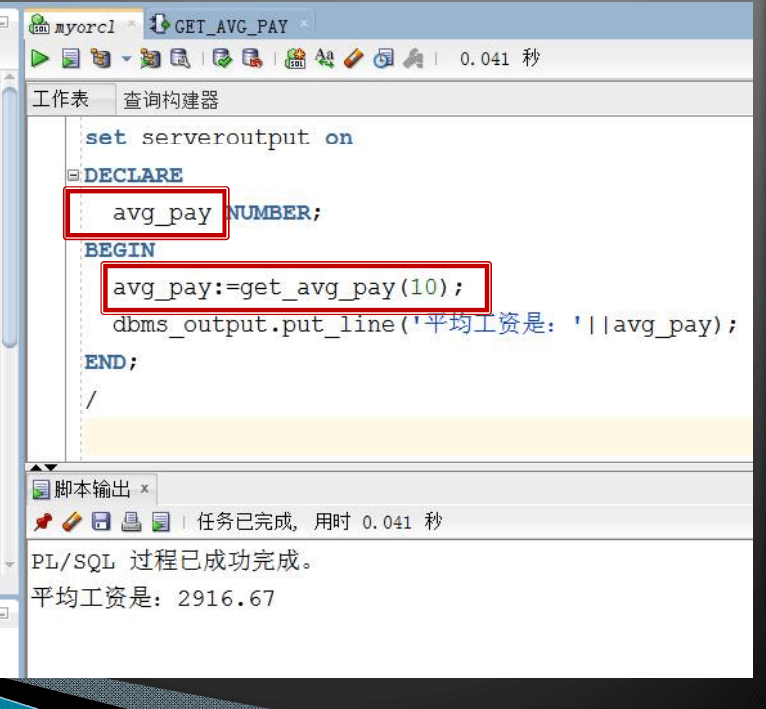 myorcl GET_AVG_PAY
0.041 秒
工作表 查询构建器
set serveroutput on
DECLARE
avg_pay NUMBER;
BEGIN
avg_pay:=get_avg_pay(10);
dbms_output.put_line('平均工资是: '||avg_pay);
END;
/
脚本输出
任务已完成, 用时 0.041 秒
PL/SQL 过程已成功完成。
平均工资是: 2916.67